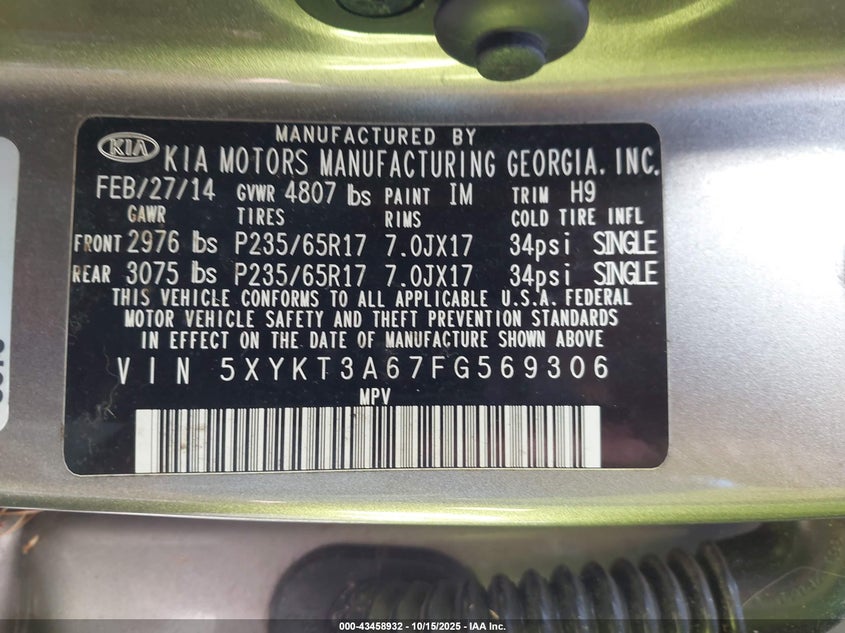 MANUFACTURED BY
KIA KIA MOTORS MANUFACTURING GEORGIA. INC.
FEB/27/14 GVWR 4807 lbs PAINT IM TRIM H9
GAWR TIRES RIMS COLD TIRE INFL
FRONT 2976 lbs P235/65R17 7.0JX17 34psi SINGLE
REAR 3075 lbs P235/65R17 7.0JX17 34psi SINGLE
THIS VEHICLE CONFORMS TO ALL APPLICABLE U.S.A. FEDERAL
MOTOR VEHICLE SAFETY AND THEFT PREVENTION STANDARDS
IN EFFECT ON THE DATE OF MANUFACTURE SHOWN ABOVE
VIN 5XYKT3A67FG569306
MPV
000-43458932 - 10/15/2025 - IAA Inc.